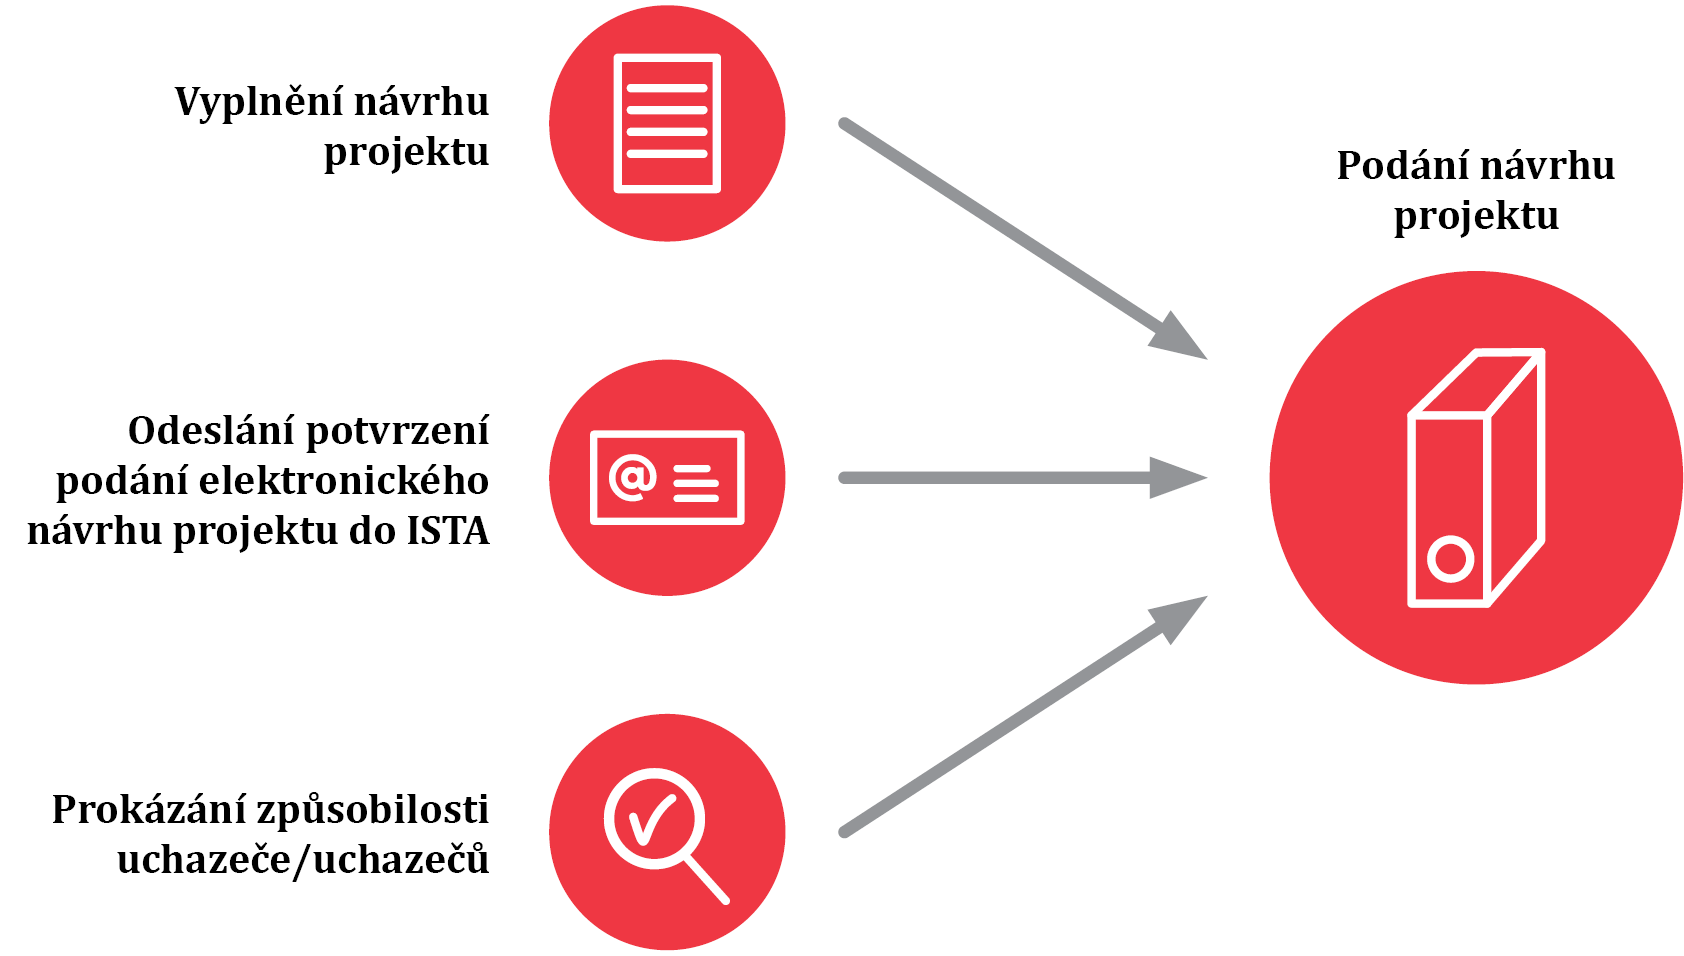 Vyplnění návrhu
projektu
Odeslání potvrzení
podání elektronického
návrhu projektu do ISTA
Prokázání způsobilosti
uchazeče/uchazečů
Podání návrhu
projektu